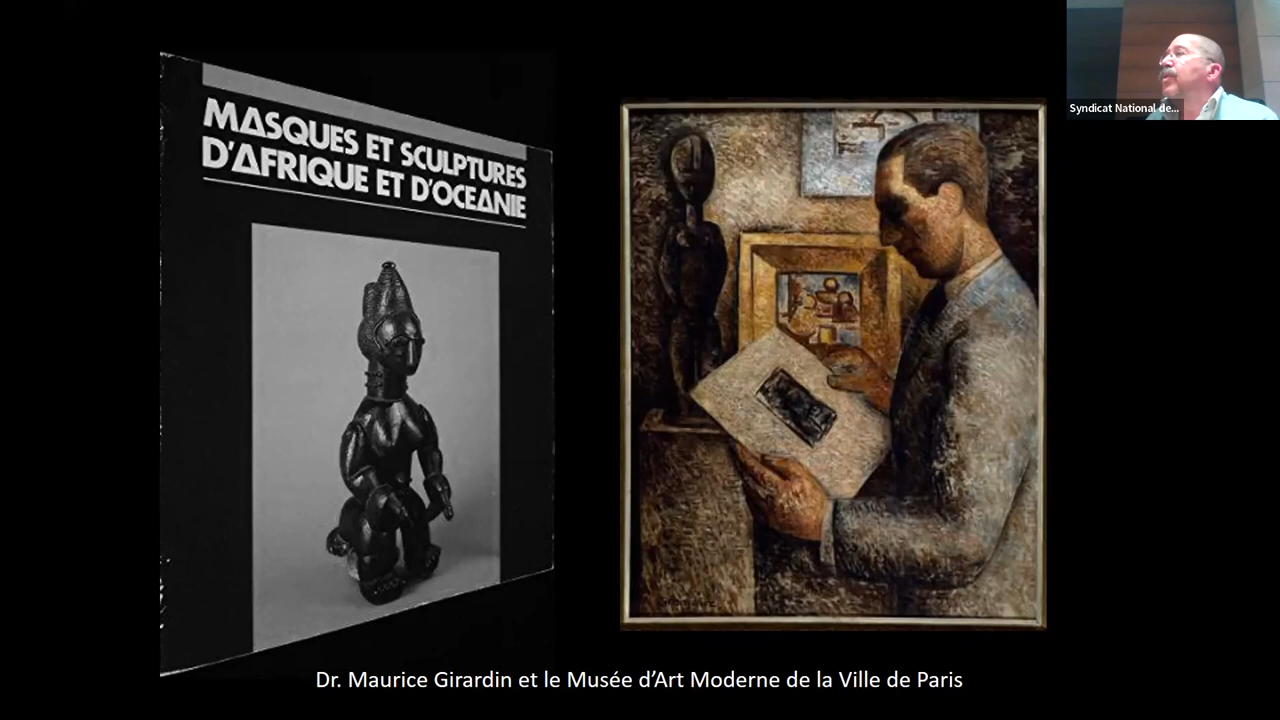 MASQUES ET SCULPTURES
D'AFRIQUE ET D'OCEANIE
Syndicat National de...
Dr. Maurice Girardin et le Musée d'Art Moderne de la Ville de Paris